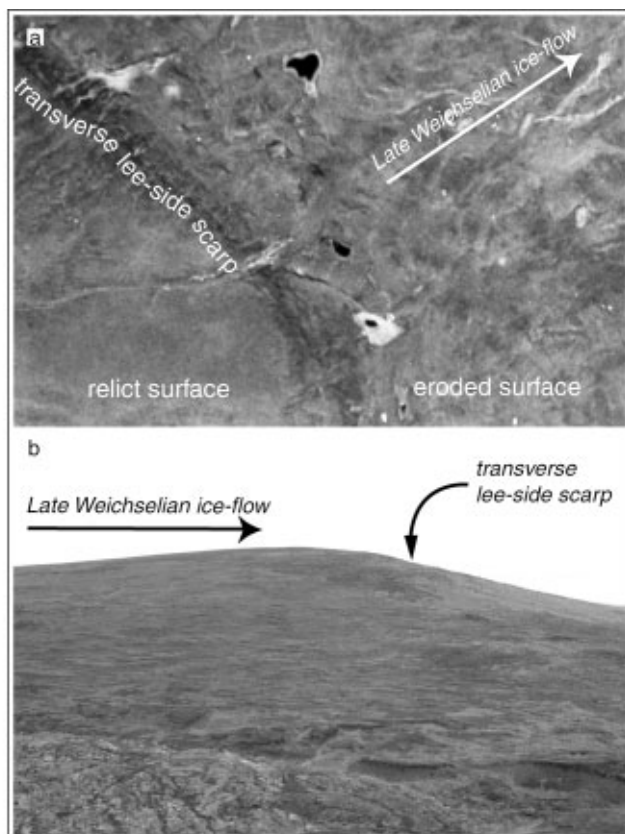 a
transverse lee-side scarp
Late Weichselian ice-flow
relict surface
eroded surface
b
Late Weichselian ice-flow
transverse
lee-side scarp